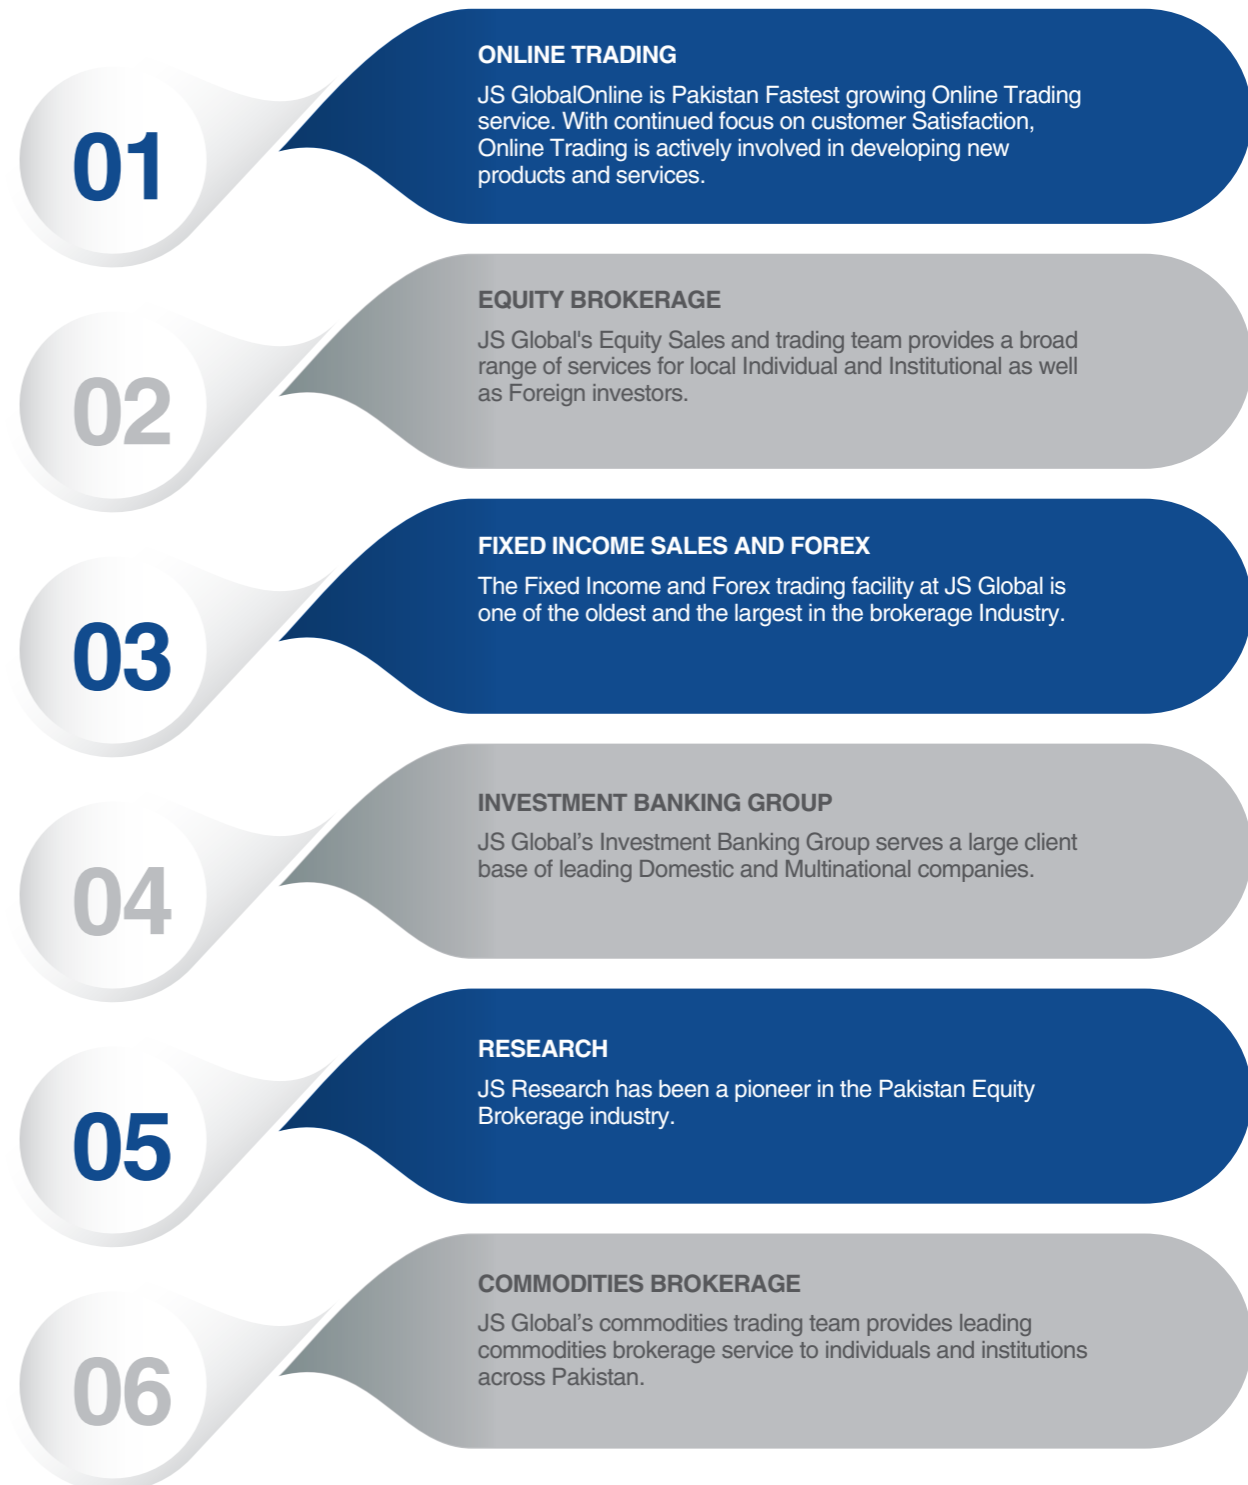 01
ONLINE TRADING
JS GlobalOnline is Pakistan Fastest growing Online Trading
service. With continued focus on customer Satisfaction,
Online Trading is actively involved in developing new
products and services.
02
EQUITY BROKERAGE
JS Global's Equity Sales and trading team provides a broad
range of services for local Individual and Institutional as well
as Foreign investors.
03
FIXED INCOME SALES AND FOREX
The Fixed Income and Forex trading facility at JS Global is
one of the oldest and the largest in the brokerage Industry.
04
INVESTMENT BANKING GROUP
JS Global’s Investment Banking Group serves a large client
base of leading Domestic and Multinational companies.
05
RESEARCH
JS Research has been a pioneer in the Pakistan Equity
Brokerage industry.
06
COMMODITIES BROKERAGE
JS Global’s commodities trading team provides leading
commodities brokerage service to individuals and institutions
across Pakistan.